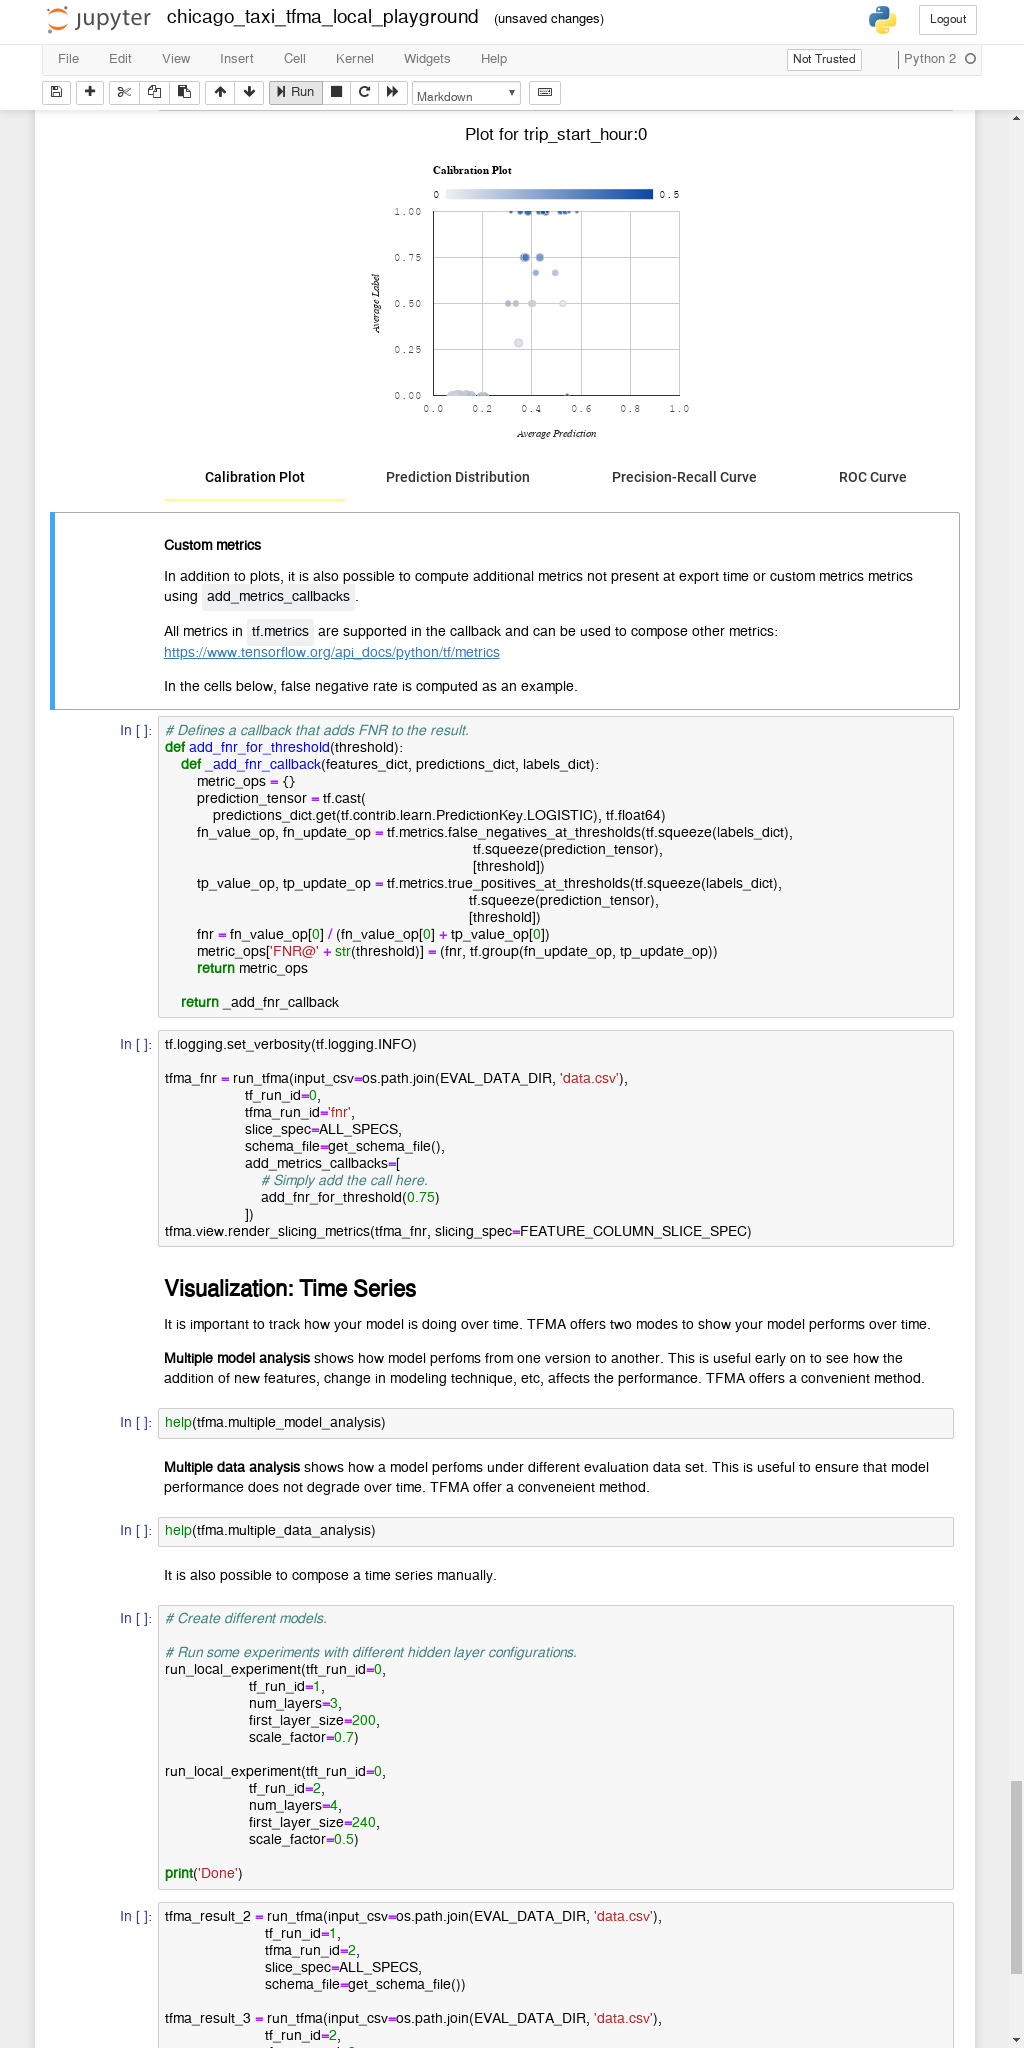 jupyter chicago_taxi_tfma_local_playground (unsaved changes) Logout
File Edit View Insert Cell Kernel Widgets Help Not Trusted Python 2
Run Markdown
Plot for trip_start_hour:0
Calibration Plot
0 0.5
1.00
0.75
0.50
0.25
0.00
Average Label
0.0 0.2 0.4 0.6 0.8 1.0
Average Prediction
Calibration Plot Prediction Distribution Precision-Recall Curve ROC Curve
Custom metrics
In addition to plots, it is also possible to compute additional metrics not present at export time or custom metrics metrics
using add_metrics_callbacks .
All metrics in tf.metrics are supported in the callback and can be used to compose other metrics:
https://www.tensorflow.org/api_docs/python/tf/metrics
In the cells below, false negative rate is computed as an example.
In [ ]: # Defines a callback that adds FNR to the result.
def add_fnr_for_threshold(threshold):
    def _add_fnr_callback(features_dict, predictions_dict, labels_dict):
        metric_ops = {}
        prediction_tensor = tf.cast(
            predictions_dict.get(tf.contrib.learn.PredictionKey.LOGISTIC), tf.float64)
        fn_value_op, fn_update_op = tf.metrics.false_negatives_at_thresholds(tf.squeeze(labels_dict),
                                                                             tf.squeeze(prediction_tensor),
                                                                             [threshold])
        tp_value_op, tp_update_op = tf.metrics.true_positives_at_thresholds(tf.squeeze(labels_dict),
                                                                            tf.squeeze(prediction_tensor),
                                                                            [threshold])
        fnr = fn_value_op[0] / (fn_value_op[0] + tp_value_op[0])
        metric_ops['FNR@' + str(threshold)] = (fnr, tf.group(fn_update_op, tp_update_op))
        return metric_ops
    return _add_fnr_callback
In [ ]: tf.logging.set_verbosity(tf.logging.INFO)
tfma_fnr = run_tfma(input_csv=os.path.join(EVAL_DATA_DIR, 'data.csv'),
                    tf_run_id=0,
                    tfma_run_id='fnr',
                    slice_spec=ALL_SPECS,
                    schema_file=get_schema_file(),
                    add_metrics_callbacks=[
                        # Simply add the call here.
                        add_fnr_for_threshold(0.75)
                    ])
tfma.view.render_slicing_metrics(tfma_fnr, slicing_spec=FEATURE_COLUMN_SLICE_SPEC)
Visualization: Time Series
It is important to track how your model is doing over time. TFMA offers two modes to show your model performs over time.
Multiple model analysis shows how model perfoms from one version to another. This is useful early on to see how the
addition of new features, change in modeling technique, etc, affects the performance. TFMA offers a convenient method.
In [ ]: help(tfma.multiple_model_analysis)
Multiple data analysis shows how a model perfoms under different evaluation data set. This is useful to ensure that model
performance does not degrade over time. TFMA offer a conveneient method.
In [ ]: help(tfma.multiple_data_analysis)
It is also possible to compose a time series manually.
In [ ]: # Create different models.
# Run some experiments with different hidden layer configurations.
run_local_experiment(tft_run_id=0,
                     tf_run_id=1,
                     num_layers=3,
                     first_layer_size=200,
                     scale_factor=0.7)
run_local_experiment(tft_run_id=0,
                     tf_run_id=2,
                     num_layers=4,
                     first_layer_size=240,
                     scale_factor=0.5)
print('Done')
In [ ]: tfma_result_2 = run_tfma(input_csv=os.path.join(EVAL_DATA_DIR, 'data.csv'),
                         tf_run_id=1,
                         tfma_run_id=2,
                         slice_spec=ALL_SPECS,
                         schema_file=get_schema_file())
tfma_result_3 = run_tfma(input_csv=os.path.join(EVAL_DATA_DIR, 'data.csv'),
                         tf_run_id=2,